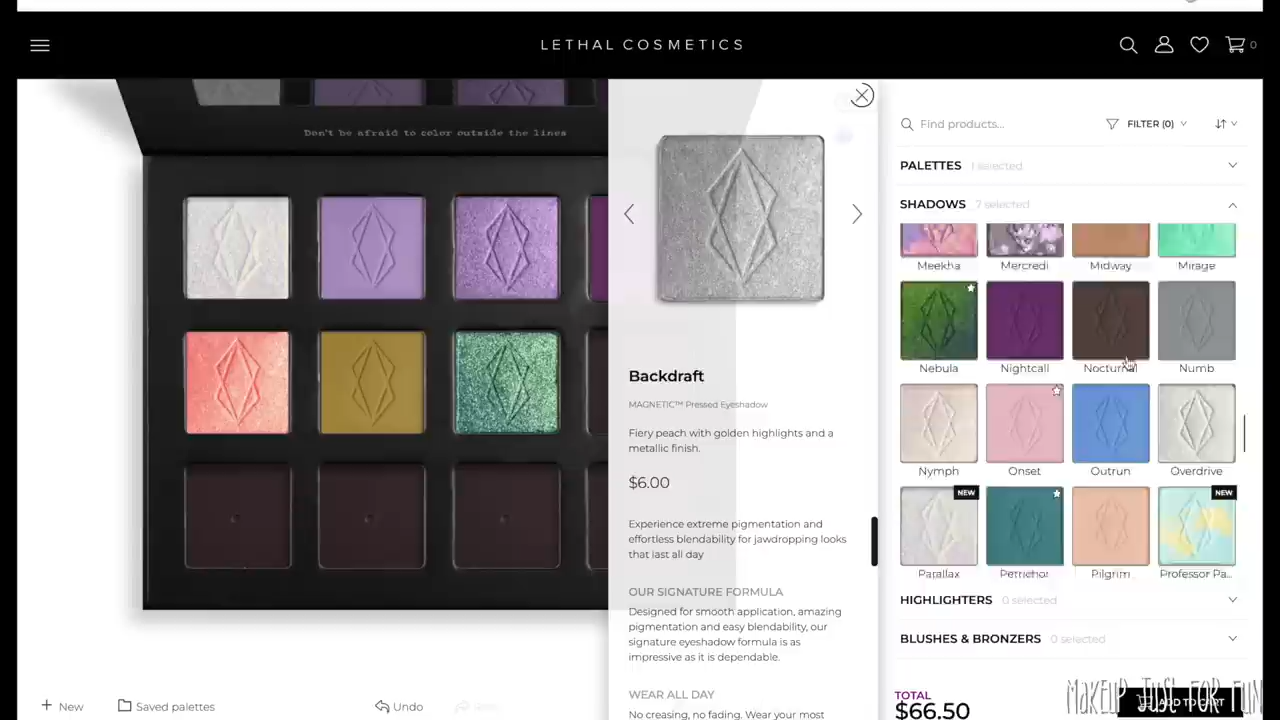 LETHAL COSMETICS
0
Don't be afraid to color outside the lines
Find products...
FILTER (0)
PALETTES 1 selected
SHADOWS 7 selected
Meekha
Mercredi
Midway
Mirage
Nebula
Nightcall
Nocturnal
Numb
Nymph
Onset
Outrun
Overdrive
NEW
NEW
Parallax
Petrichor
Pilgrim
Professor Pa...
HIGHLIGHTERS 0 selected
BLUSHES & BRONZERS 0 selected
TOTAL
$66.50
ADD TO CART
Backdraft
MAGNETIC™ Pressed Eyeshadow
Fiery peach with golden highlights and a
metallic finish.
$6.00
Experience extreme pigmentation and
effortless blendability for jawdropping looks
that last all day
OUR SIGNATURE FORMULA
Designed for smooth application, amazing
pigmentation and easy blendability, our
signature eyeshadow formula is as
impressive as it is dependable.
WEAR ALL DAY
No creasing, no fading. Wear your most
New
Saved palettes
Undo
MAKEUP JUST FOR FUN